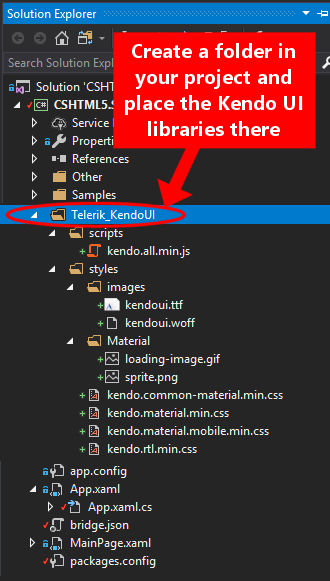 Solution Explorer
Create a folder in
your project and
place the Kendo UI
libraries there
Search Solution Explorer
Solution 'CSHT
CSHTML5.S
Service
Properti
References
Other
Samples
Telerik_KendoUI
scripts
kendo.all.min.js
styles
images
kendoui.ttf
kendoui.woff
Material
loading-image.gif
sprite.png
kendo.common-material.min.css
kendo.material.min.css
kendo.material.mobile.min.css
kendo.rtl.min.css
app.config
App.xaml
App.xaml.cs
bridge.json
MainPage.xaml
packages.config